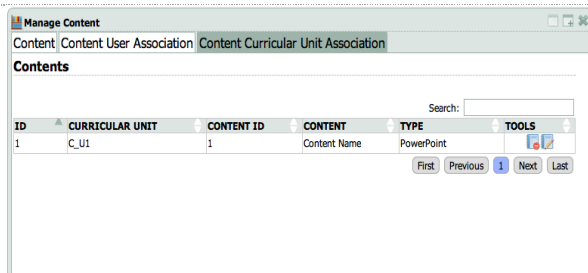 Manage Content
Content Content User Association Content Curricular Unit Association
Contents
Search:
ID CURRICULAR UNIT CONTENT ID CONTENT TYPE TOOLS
1 C_U1 1 Content Name PowerPoint
First Previous 1 Next Last